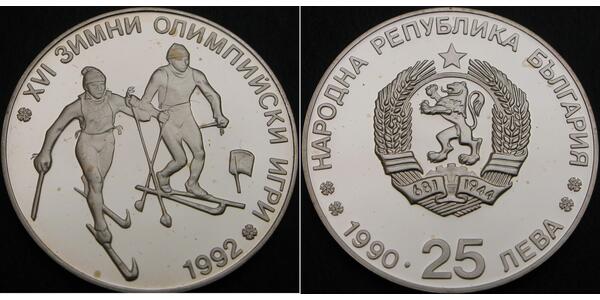 XVI ЗИМНИ ОЛИМПИЙСКИ ИГРИ
1992
НАРОДНА РЕПУБЛИКА БЪЛГАРИЯ
681 1944
1990 · 25 ЛЕВА